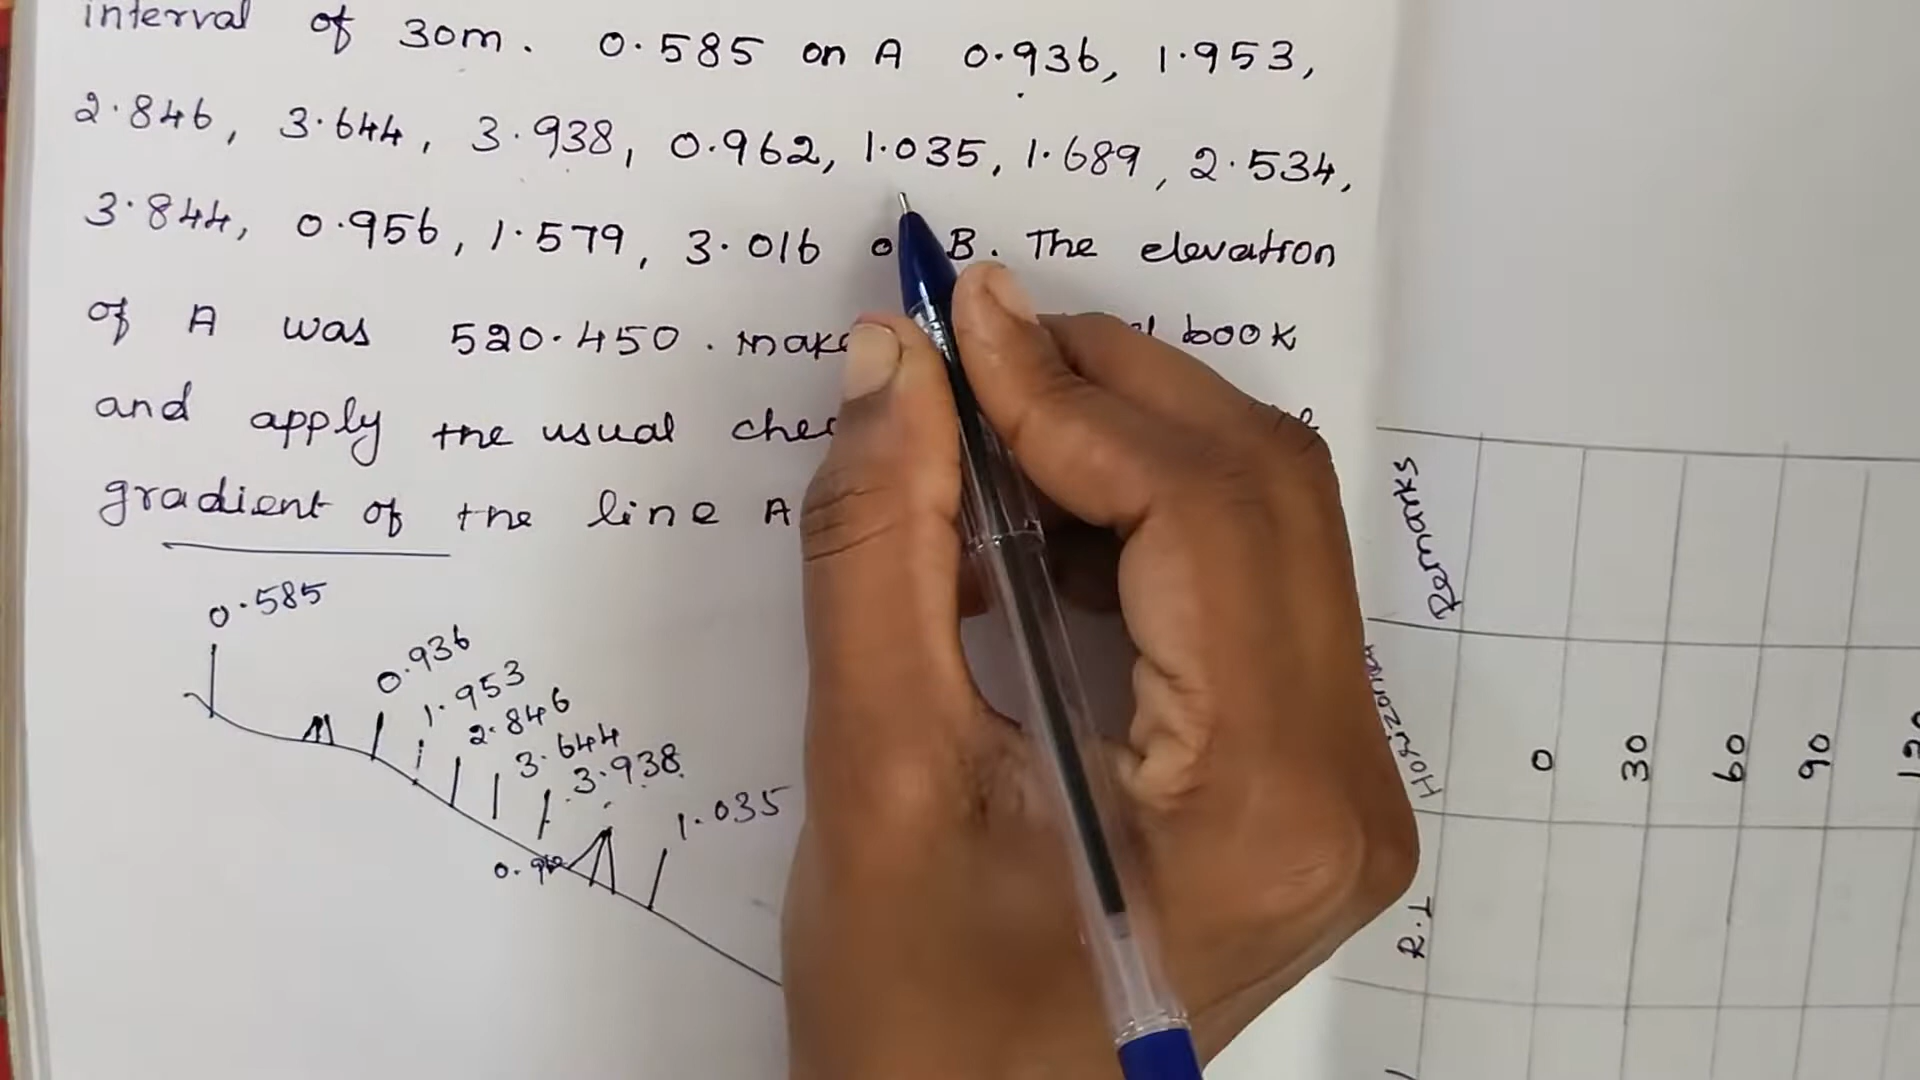 interval of 30m. 0.585 on A 0.936, 1.953,
2.846, 3.644, 3.938, 0.962, 1.035, 1.689, 2.534,
3.844, 0.956, 1.579, 3.016 B. The elevation
of A was 520.450. make book
and apply the usual
gradient of the line A
0.585
0.936
1.953
2.846
3.644
3.938
1.035
Remarks
R.L
0
30
60
90